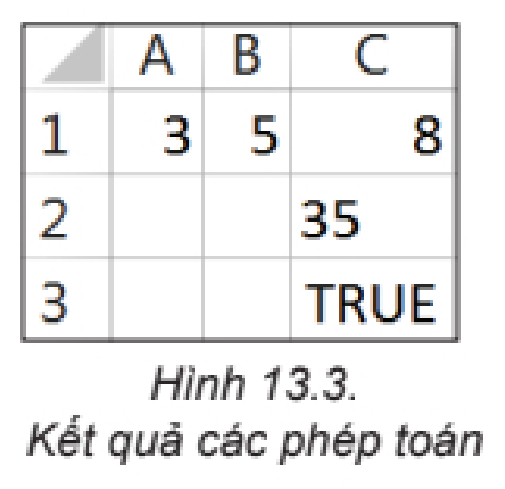 A B C
1 3 5 8
2 35
3 TRUE
Hình 13.3.
Kết quả các phép toán